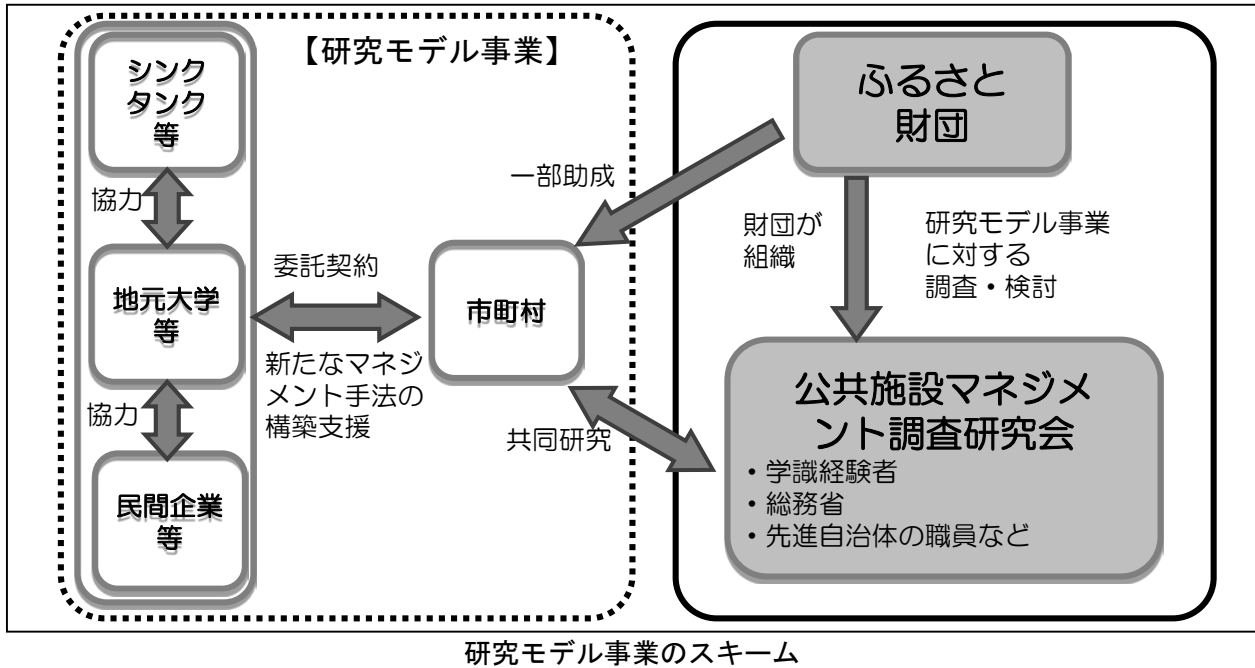 【研究モデル事業】
シンク
タンク
等
協力
地元大学
等
協力
民間企業
等
委託契約
新たなマネジ
メント手法の
構築支援
市町村
一部助成
共同研究
ふるさと
財団
財団が
組織
研究モデル事業
に対する
調査・検討
公共施設マネジメ
ント調査研究会
・学識経験者
・総務省
・先進自治体の職員など
研究モデル事業のスキーム